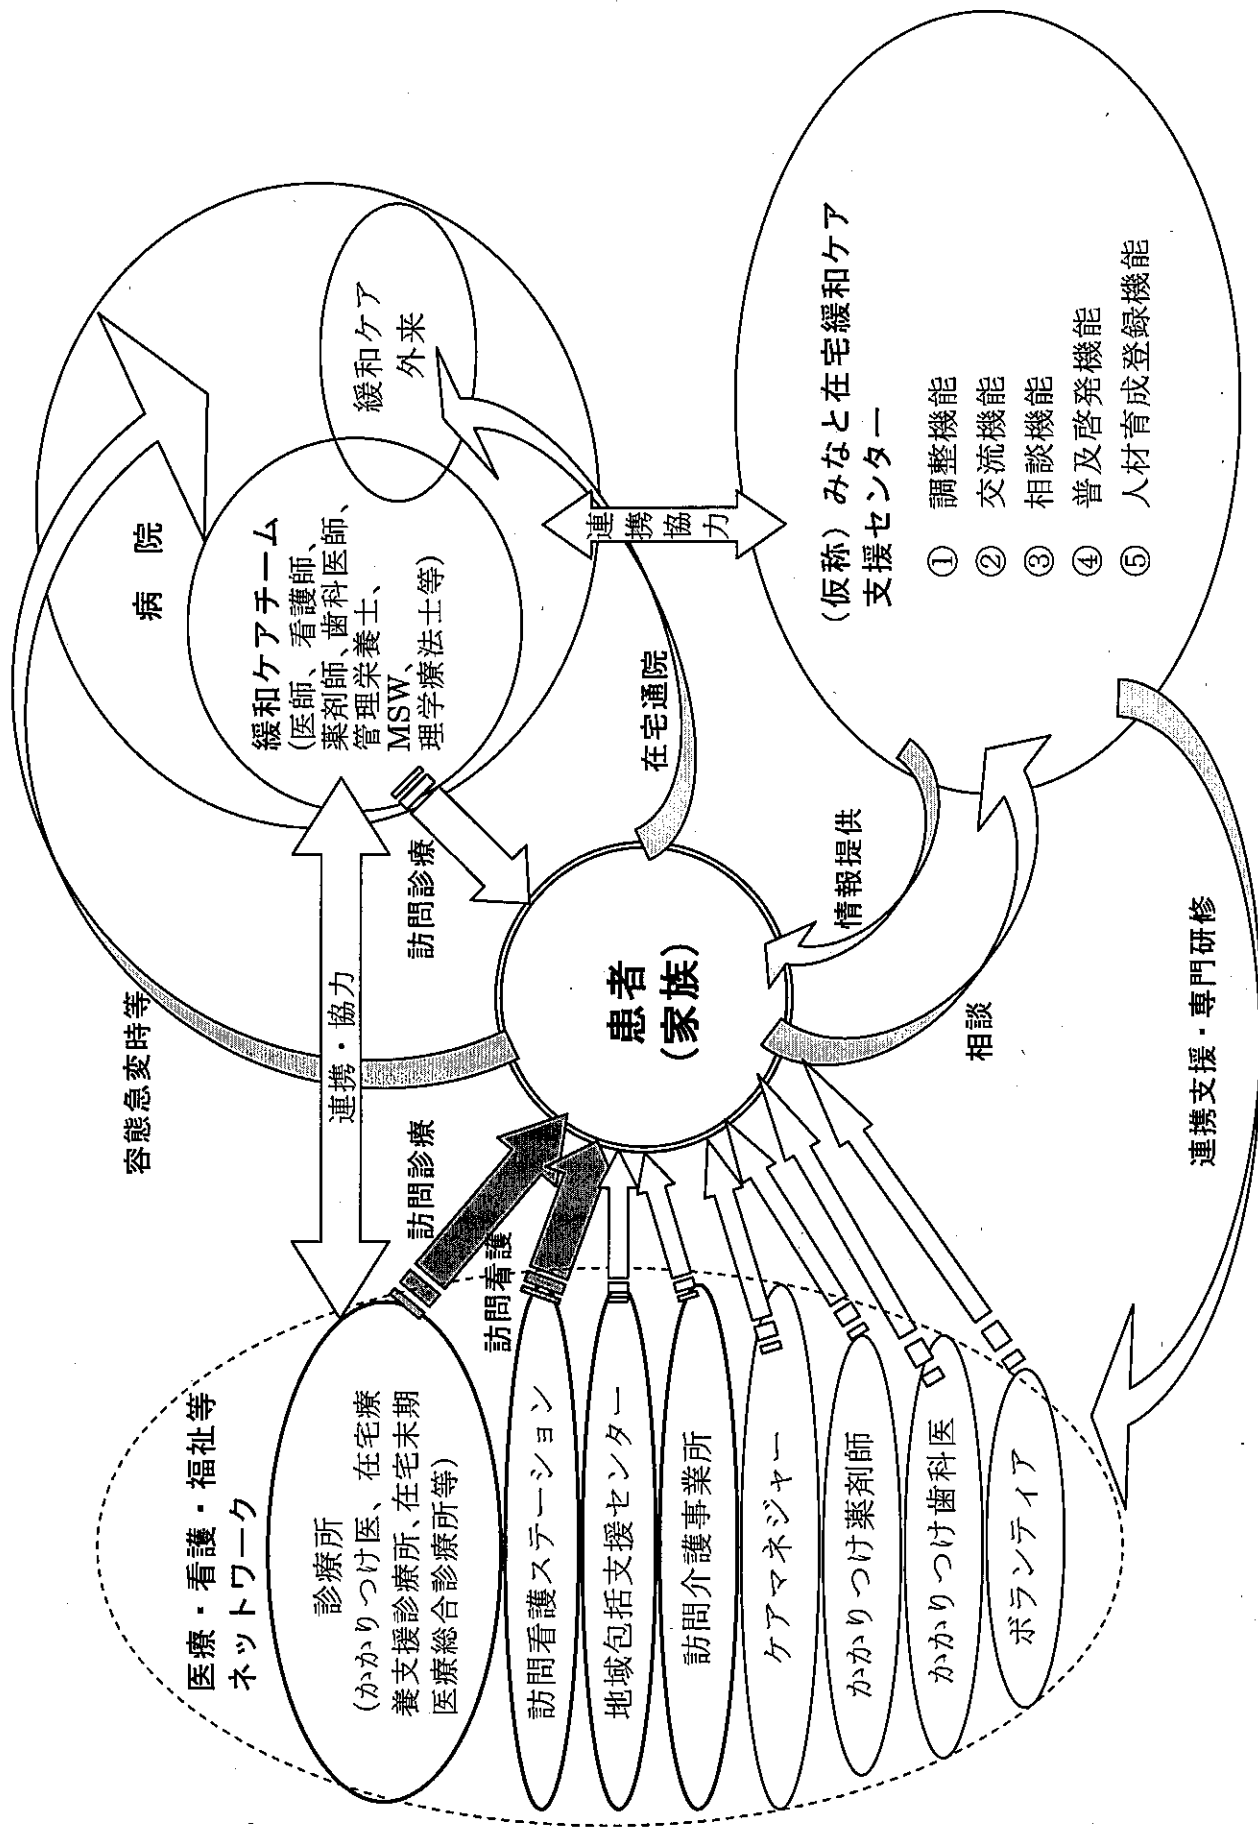 医療・看護・福祉等
ネットワーク
診療所
(かかりつけ医、在宅療
養支援診療所、在宅末期
医療総合診療所等)
訪問看護ステーション
地域包括支援センター
訪問介護事業所
ケアマネジャー
かかりつけ薬剤師
かかりつけ歯科医
ボランティア
容態急変時等
連携・協力
訪問診療
訪問看護
訪問診療
患者
(家族)
病 院
緩和ケアチーム
(医師、看護師、
薬剤師、歯科医師、
管理栄養士、
MSW、
理学療法士等)
緩和ケア
外来
在宅通院
連携
協力
情報提供
相談
(仮称)みなと在宅緩和ケア
支援センター
① 調整機能
② 交流機能
③ 相談機能
④ 普及啓発機能
⑤ 人材育成登録機能
連携支援・専門研修